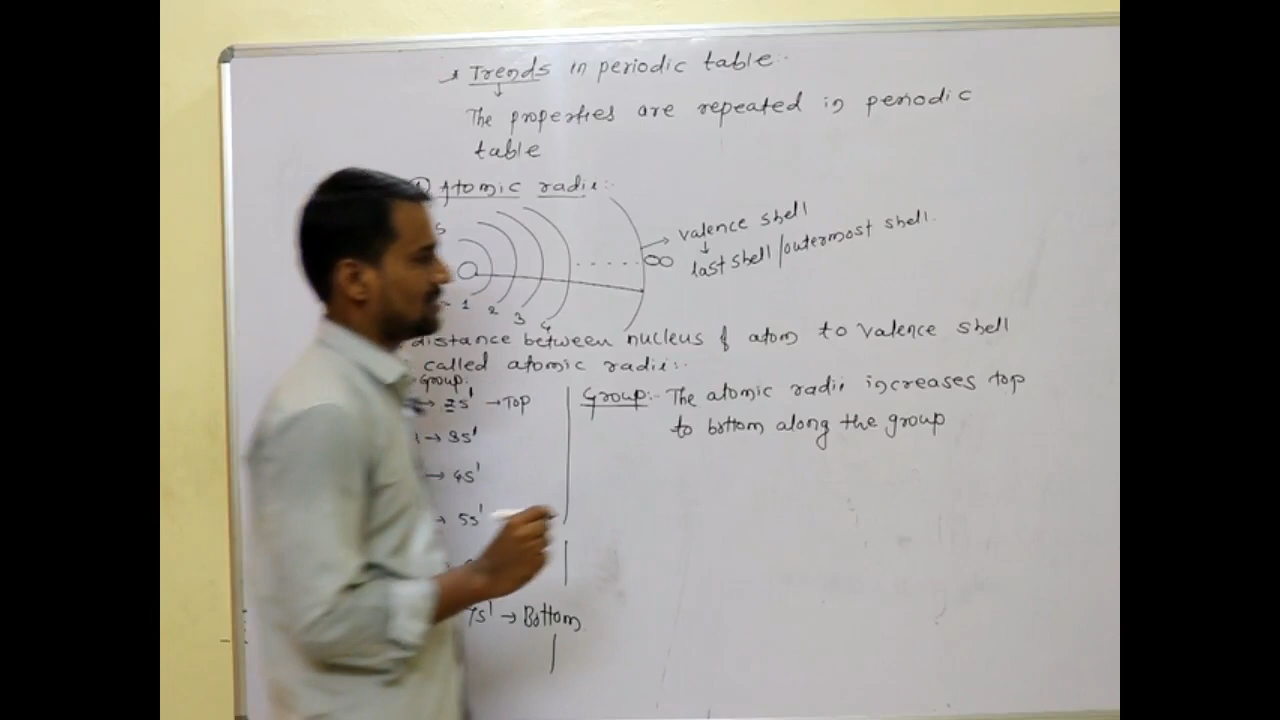 * Trends in periodic table:-
The properties are repeated in periodic
table
① Atomic radii:-
valence shell
last shell/outermost shell.
1 2 3 4
distance between nucleus of atom to valence shell
called atomic radii:-
Group:
→ 2s¹ → Top
→ 3s¹
→ 4s¹
→ 5s¹
7s¹ → Bottom
Group:- The atomic radii increases top
to bottom along the group